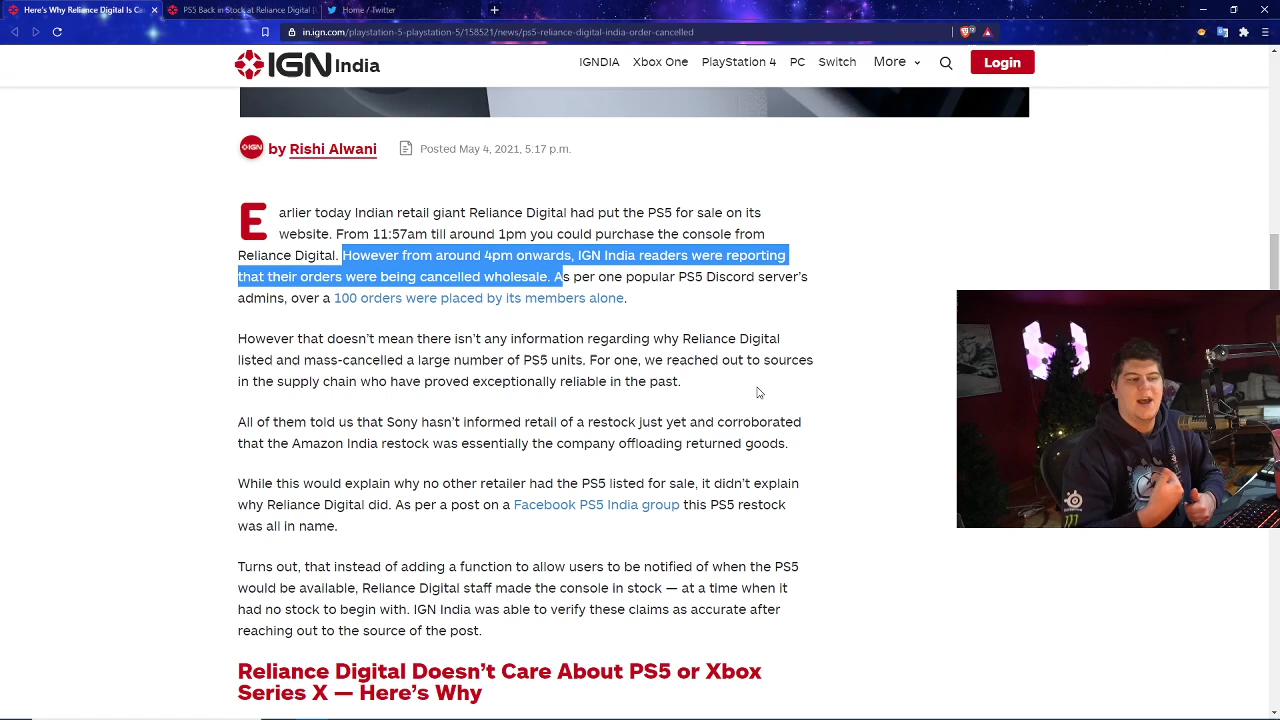 Here's Why Reliance Digital Is Ca
PS5 Back in Stock at Reliance Digital
Home / Twitter
in.ign.com/playstation-5-playstation-5/158521/news/ps5-reliance-digital-india-order-cancelled
IGN India
IGNDIA
Xbox One
PlayStation 4
PC
Switch
More
Login
by Rishi Alwani
Posted May 4, 2021, 5:17 p.m.
Earlier today Indian retail giant Reliance Digital had put the PS5 for sale on its
website. From 11:57am till around 1pm you could purchase the console from
Reliance Digital. However from around 4pm onwards, IGN India readers were reporting
that their orders were being cancelled wholesale. As per one popular PS5 Discord server's
admins, over a 100 orders were placed by its members alone.
However that doesn't mean there isn't any information regarding why Reliance Digital
listed and mass-cancelled a large number of PS5 units. For one, we reached out to sources
in the supply chain who have proved exceptionally reliable in the past.
All of them told us that Sony hasn't informed retail of a restock just yet and corroborated
that the Amazon India restock was essentially the company offloading returned goods.
While this would explain why no other retailer had the PS5 listed for sale, it didn't explain
why Reliance Digital did. As per a post on a Facebook PS5 India group this PS5 restock
was all in name.
Turns out, that instead of adding a function to allow users to be notified of when the PS5
would be available, Reliance Digital staff made the console in stock — at a time when it
had no stock to begin with. IGN India was able to verify these claims as accurate after
reaching out to the source of the post.
Reliance Digital Doesn't Care About PS5 or Xbox
Series X — Here's Why